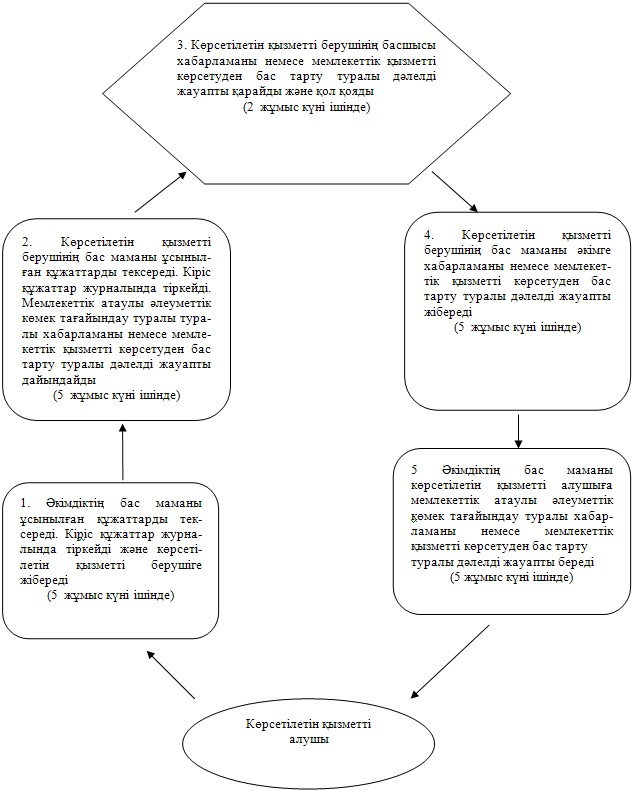 3. Көрсетілетін қызметті берушінің басшысы
хабарламаны немесе мемлекеттік қызметті
көрсетуден бас тарту туралы дәлелді
жауапты қарайды және қол қояды
(2 жұмыс күні ішінде)
2. Көрсетілетін қызметті
берушінің бас маманы ұсыныл-
ған құжаттарды тексереді. Кіріс
құжаттар журналында тіркейді.
Мемлекеттік атаулы әлеуметтік
көмек тағайындау туралы тура-
лы хабарламаны немесе мемле-
кеттік қызметті көрсетуден бас
тарту туралы дәлелді жауапты
дайындайды
(5 жұмыс күні ішінде)
4. Көрсетілетін қызметті
берушінің бас маманы әкімге
хабарламаны немесе мемлекет-
тік қызметті көрсетуден бас
тарту туралы дәлелді жауапты
жібереді
(5 жұмыс күні ішінде)
1. Әкімдіктің бас маманы
ұсынылған құжаттарды тек-
середі. Кіріс құжаттар журна-
лында тіркейді және көрсеті-
летін қызметті берушіге
жібереді
(5 жұмыс күні ішінде)
5 Әкімдіктің бас маманы
көрсетілетін қызметті алушыға
мемлекеттік атаулы әлеуметтік
көмек тағайындау туралы хабар-
ламаны немесе мемлекеттік
қызметті көрсетуден бас тарту
туралы дәлелді жауапты береді
(5 жұмыс күні ішінде)
Көрсетілетін қызметті
алушы